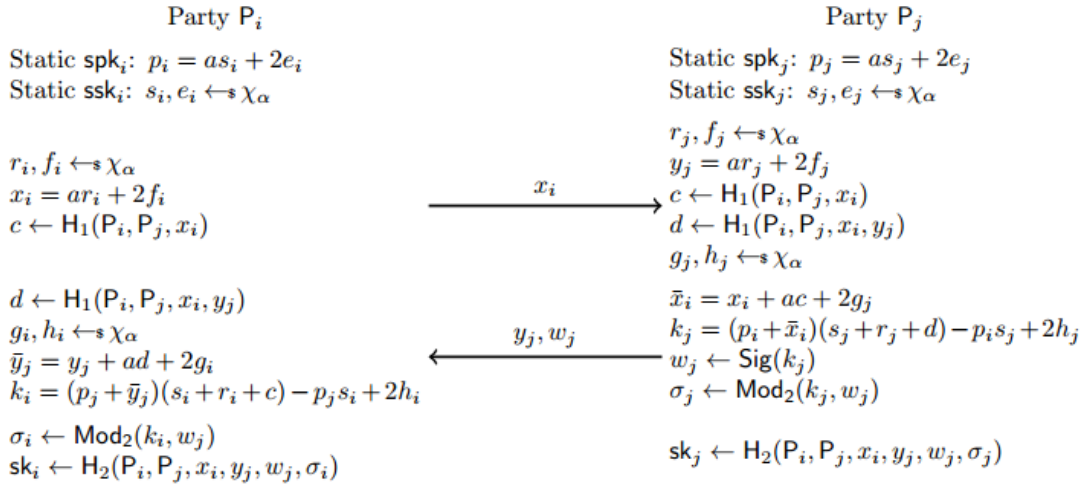 Party P_i
Static spk_i: p_i = as_i + 2e_i
Static ssk_i: s_i, e_i ←$ χ_α
r_i, f_i ←$ χ_α
x_i = ar_i + 2f_i
c ← H_1(P_i, P_j, x_i)
d ← H_1(P_i, P_j, x_i, y_j)
g_i, h_i ←$ χ_α
ȳ_j = y_j + ad + 2g_i
k_i = (p_j + ȳ_j)(s_i + r_i + c) − p_j s_i + 2h_i
σ_i ← Mod_2(k_i, w_j)
sk_i ← H_2(P_i, P_j, x_i, y_j, w_j, σ_i)
x_i
y_j, w_j
Party P_j
Static spk_j: p_j = as_j + 2e_j
Static ssk_j: s_j, e_j ←$ χ_α
r_j, f_j ←$ χ_α
y_j = ar_j + 2f_j
c ← H_1(P_i, P_j, x_i)
d ← H_1(P_i, P_j, x_i, y_j)
g_j, h_j ←$ χ_α
x̄_i = x_i + ac + 2g_j
k_j = (p_i + x̄_i)(s_j + r_j + d) − p_i s_j + 2h_j
w_j ← Sig(k_j)
σ_j ← Mod_2(k_j, w_j)
sk_j ← H_2(P_i, P_j, x_i, y_j, w_j, σ_j)